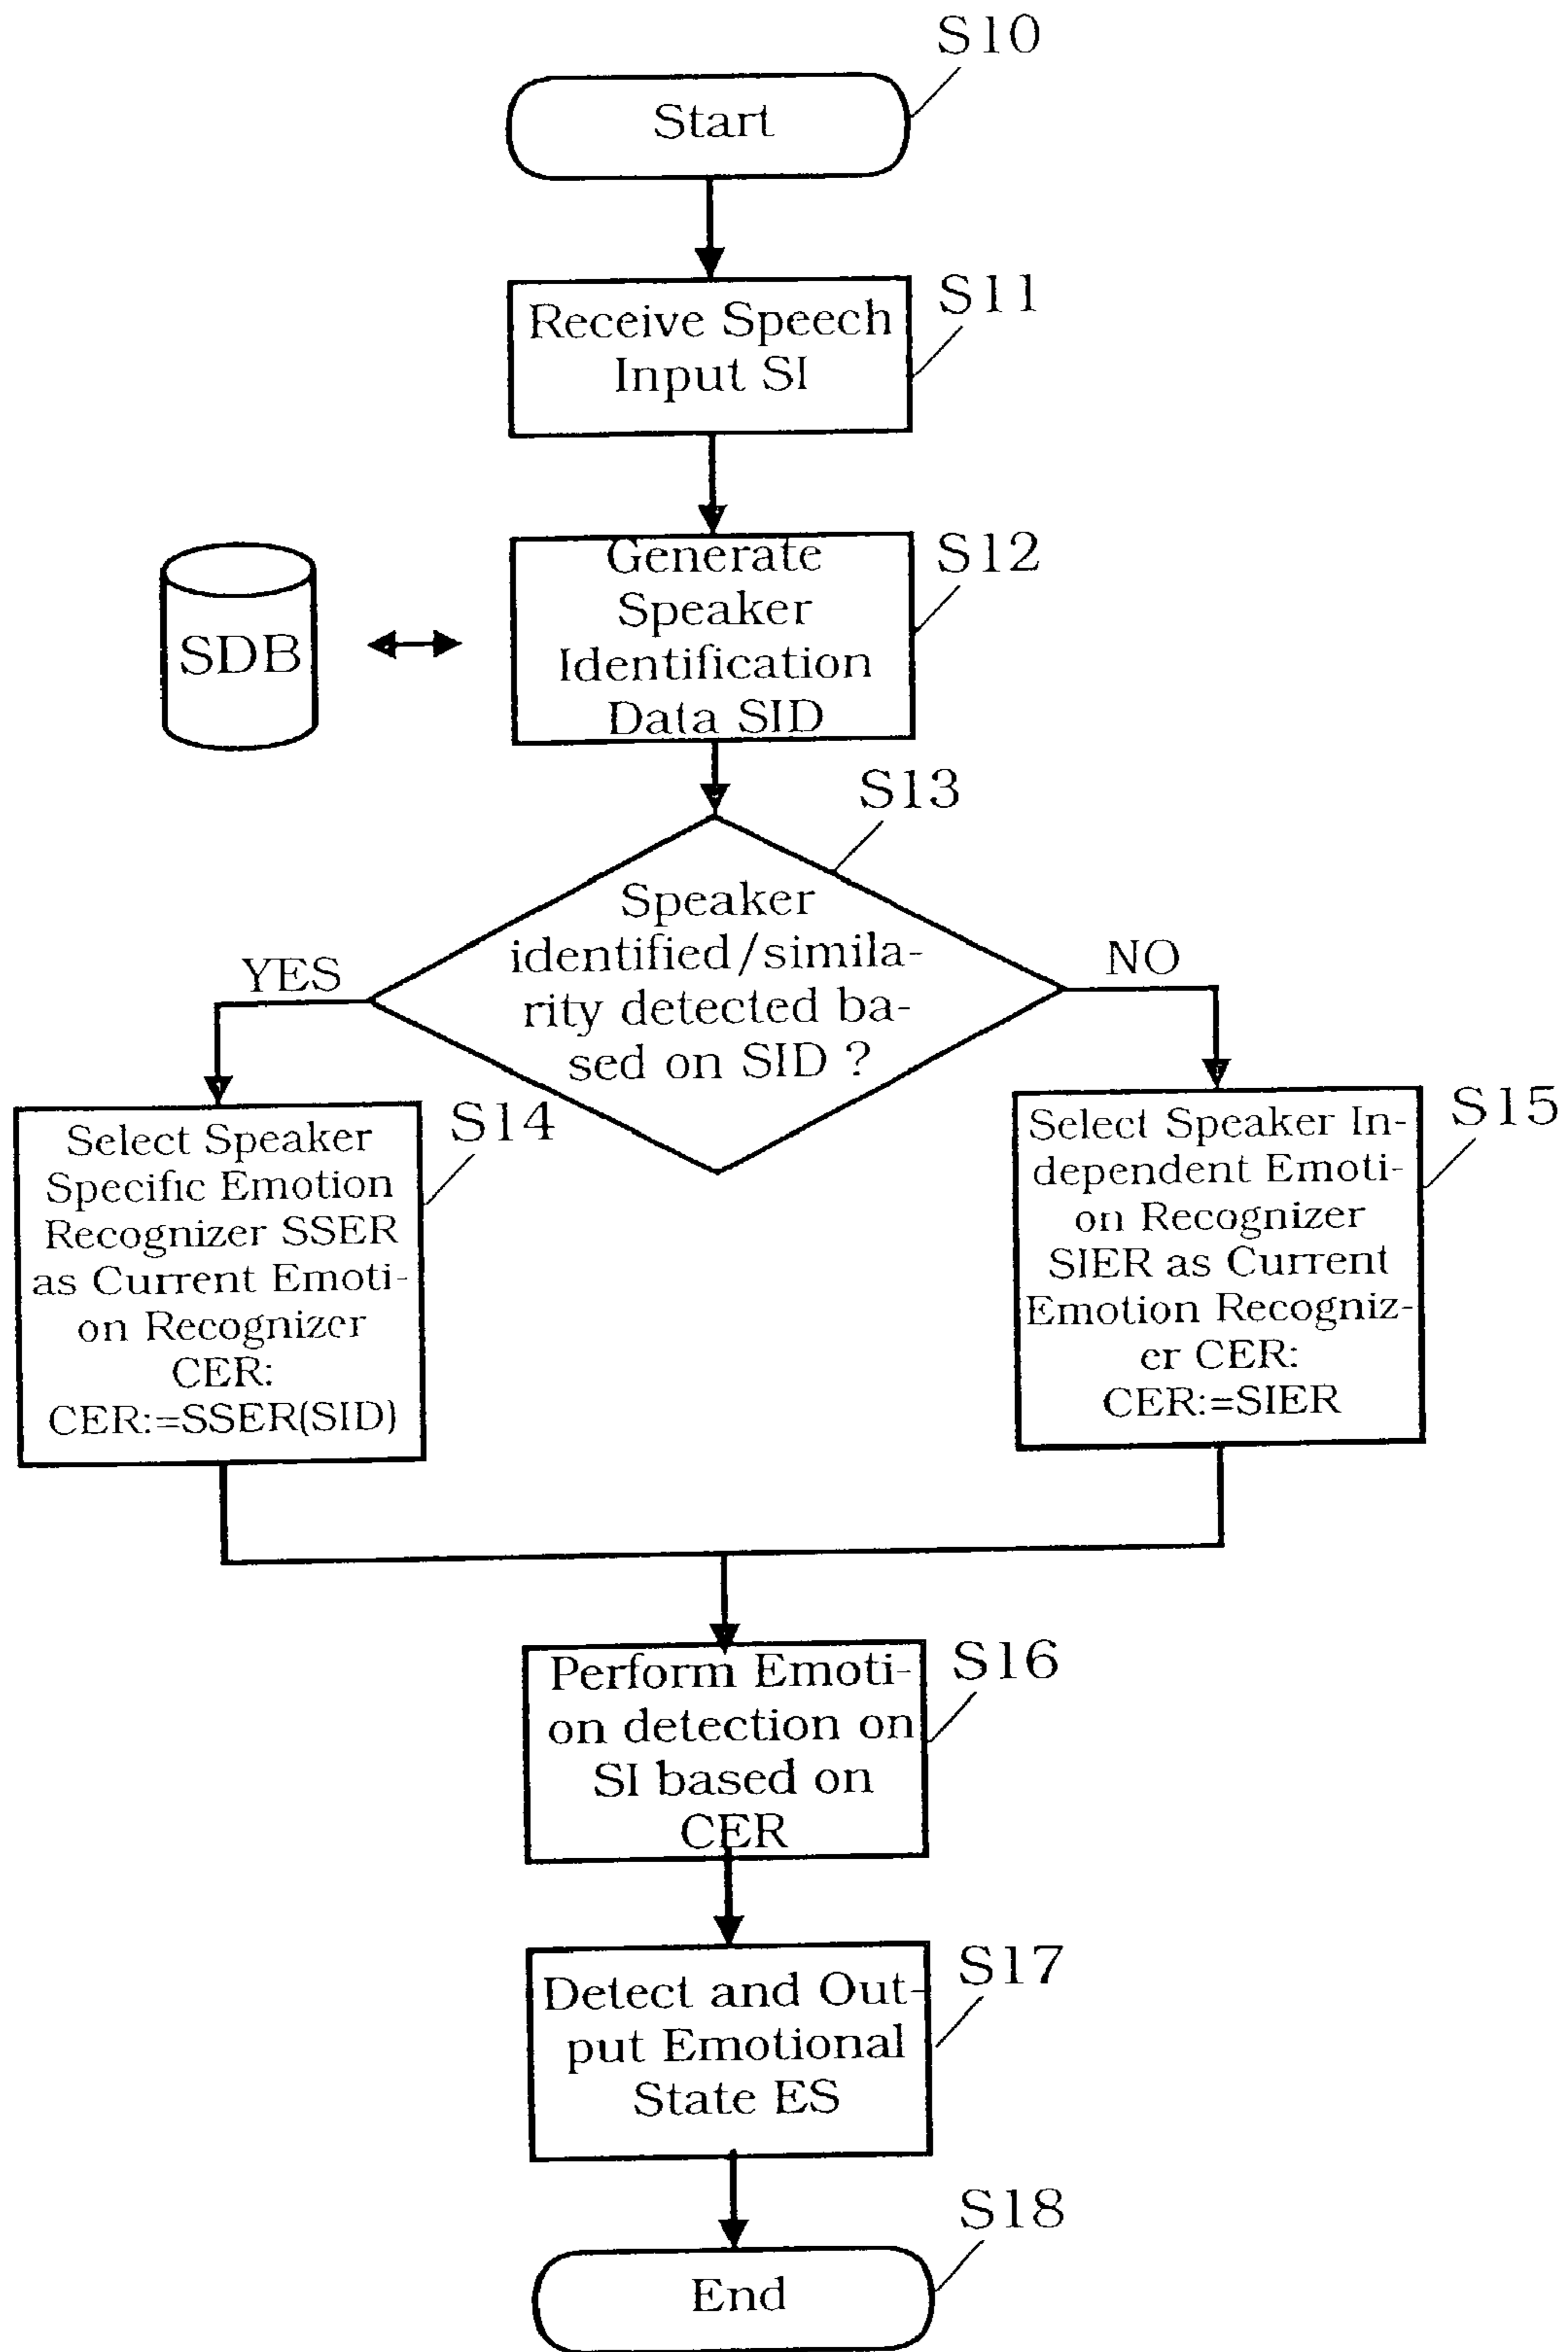 S10
Start
S11
Receive Speech
Input SI
S12
Generate
Speaker
Identification
Data SID
SDB
S13
Speaker
identified/simila-
rity detected ba-
sed on SID ?
YES
NO
S14
Select Speaker
Specific Emotion
Recognizer SSER
as Current Emoti-
on Recognizer
CER:
CER:=SSER(SID)
S15
Select Speaker In-
dependent Emoti-
on Recognizer
SIER as Current
Emotion Recogniz-
er CER:
CER:=SIER
S16
Perform Emoti-
on detection on
SI based on
CER
S17
Detect and Out-
put Emotional
State ES
S18
End